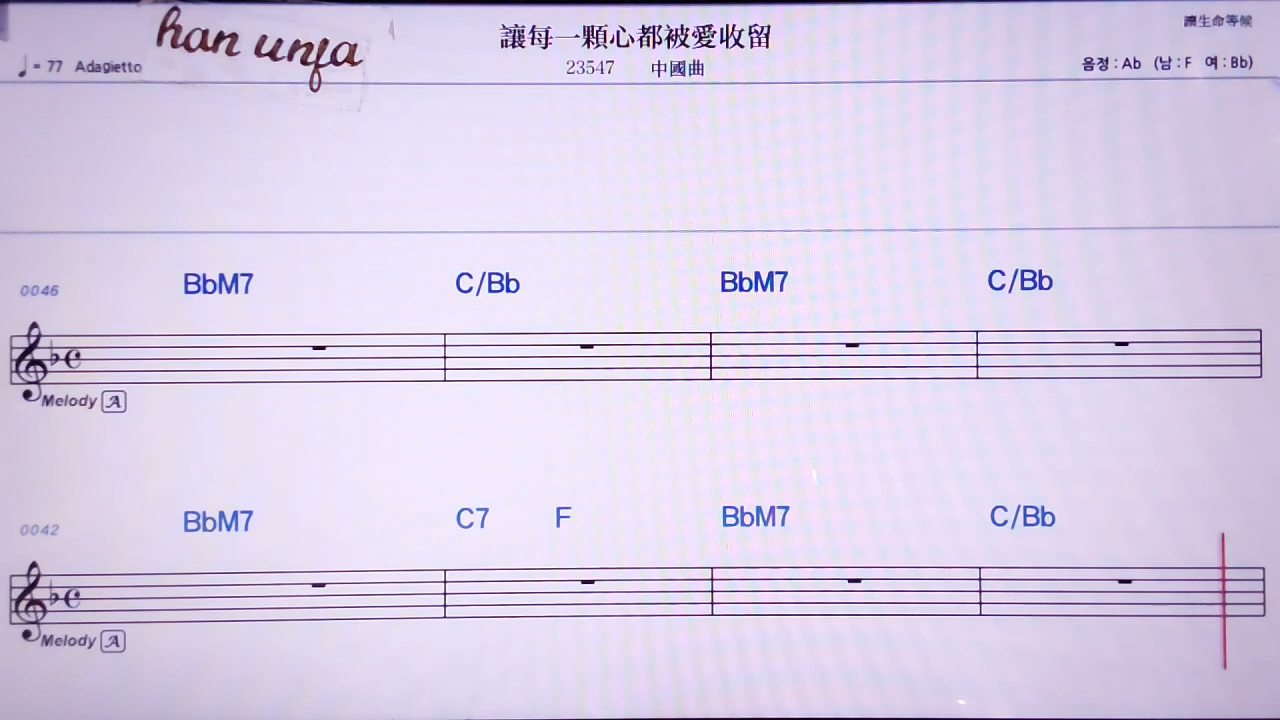 han unfa
讓每一顆心都被愛收留
讓生命等候
♩= 77 Adagietto
23547 中國曲
음정 : Ab (남 : F 여 : Bb)
0046 BbM7 C/Bb BbM7 C/Bb
Melody A
0042 BbM7 C7 F BbM7 C/Bb
Melody A